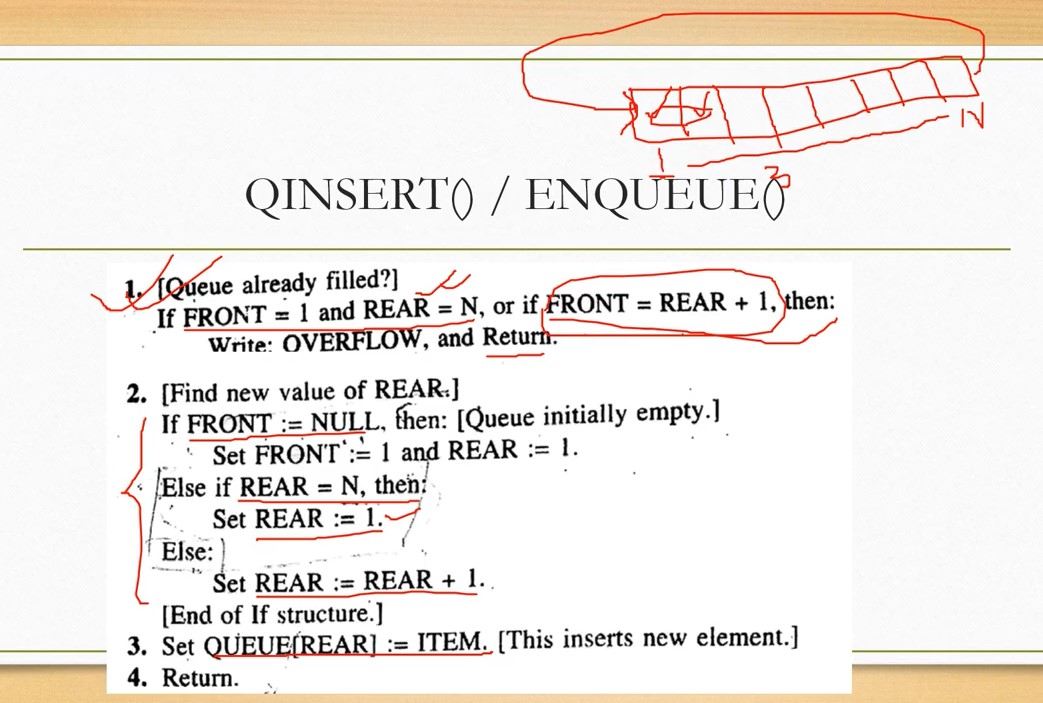 1
N
3
QINSERT() / ENQUEUE()
1. [Queue already filled?]
If FRONT = 1 and REAR = N, or if FRONT = REAR + 1, then:
Write: OVERFLOW, and Return.
2. [Find new value of REAR.]
If FRONT := NULL, then: [Queue initially empty.]
Set FRONT := 1 and REAR := 1.
Else if REAR = N, then:
Set REAR := 1.
Else:
Set REAR := REAR + 1.
[End of If structure.]
3. Set QUEUE[REAR] := ITEM. [This inserts new element.]
4. Return.